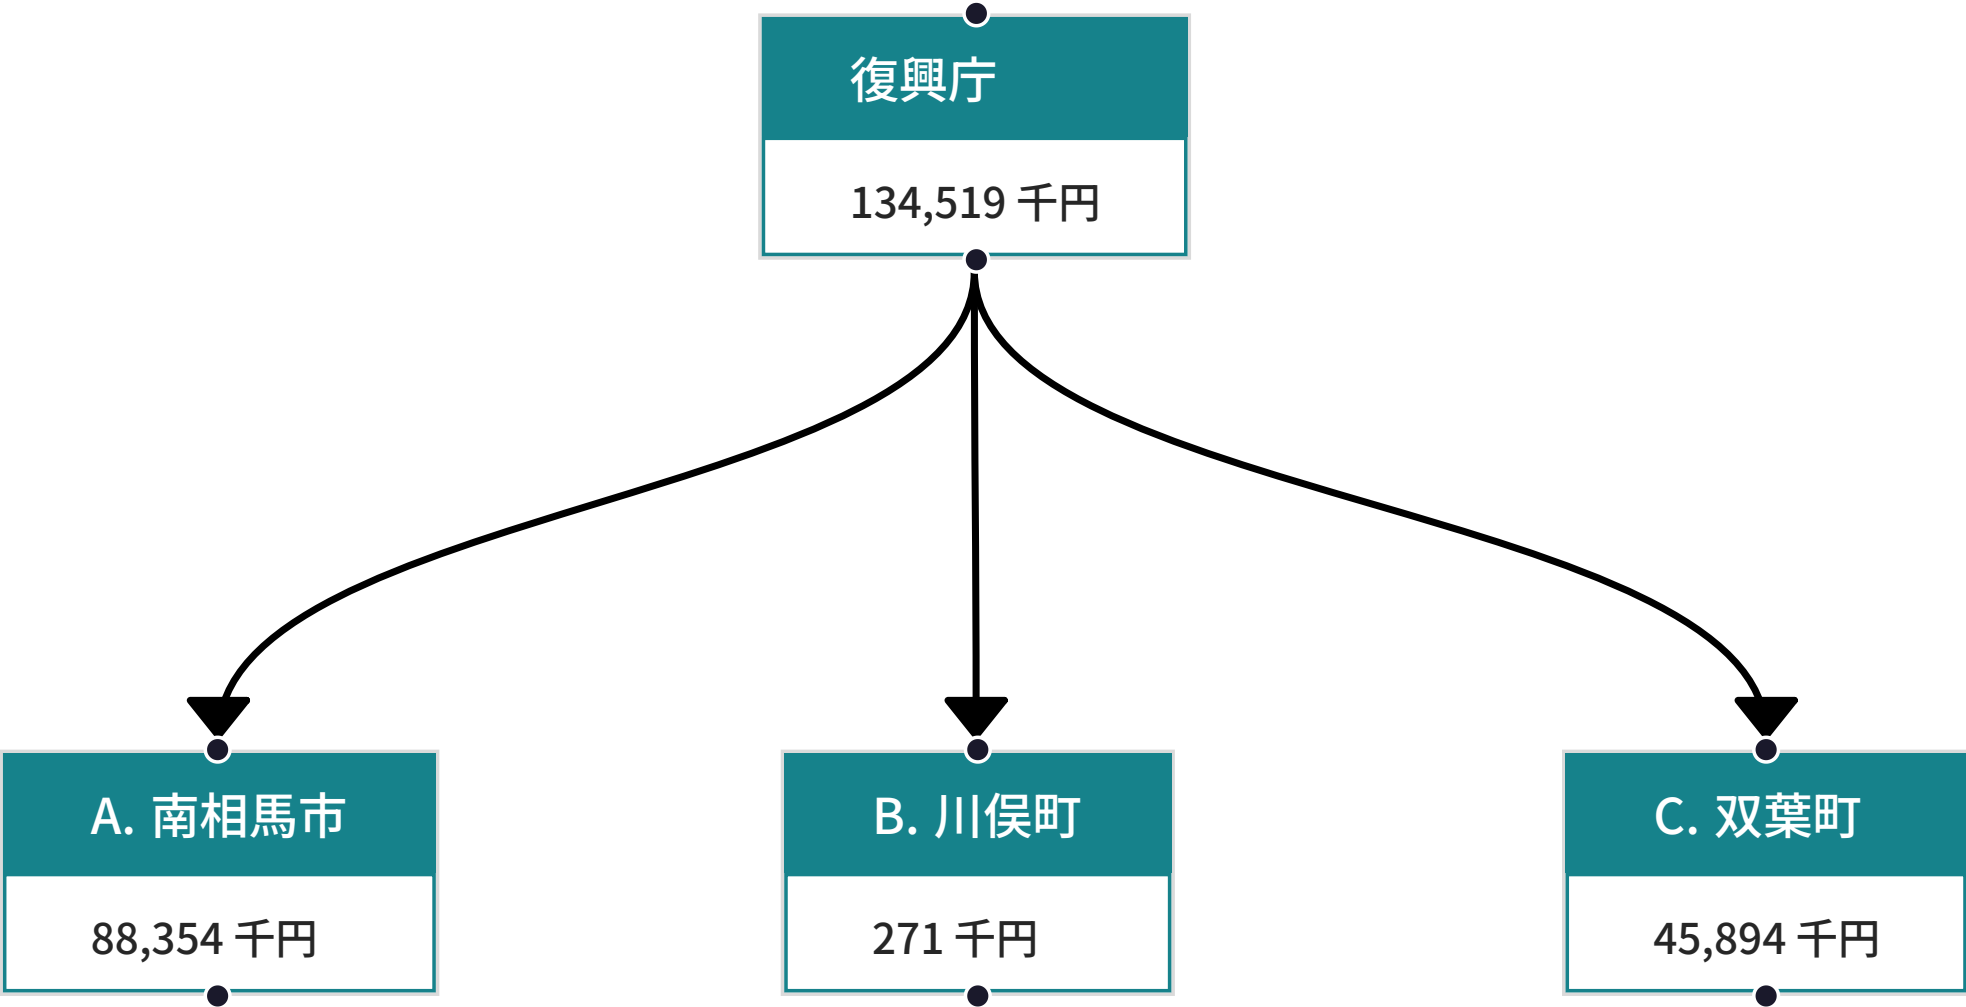 復興庁
134,519 千円
A. 南相馬市
88,354 千円
B. 川俣町
271 千円
C. 双葉町
45,894 千円